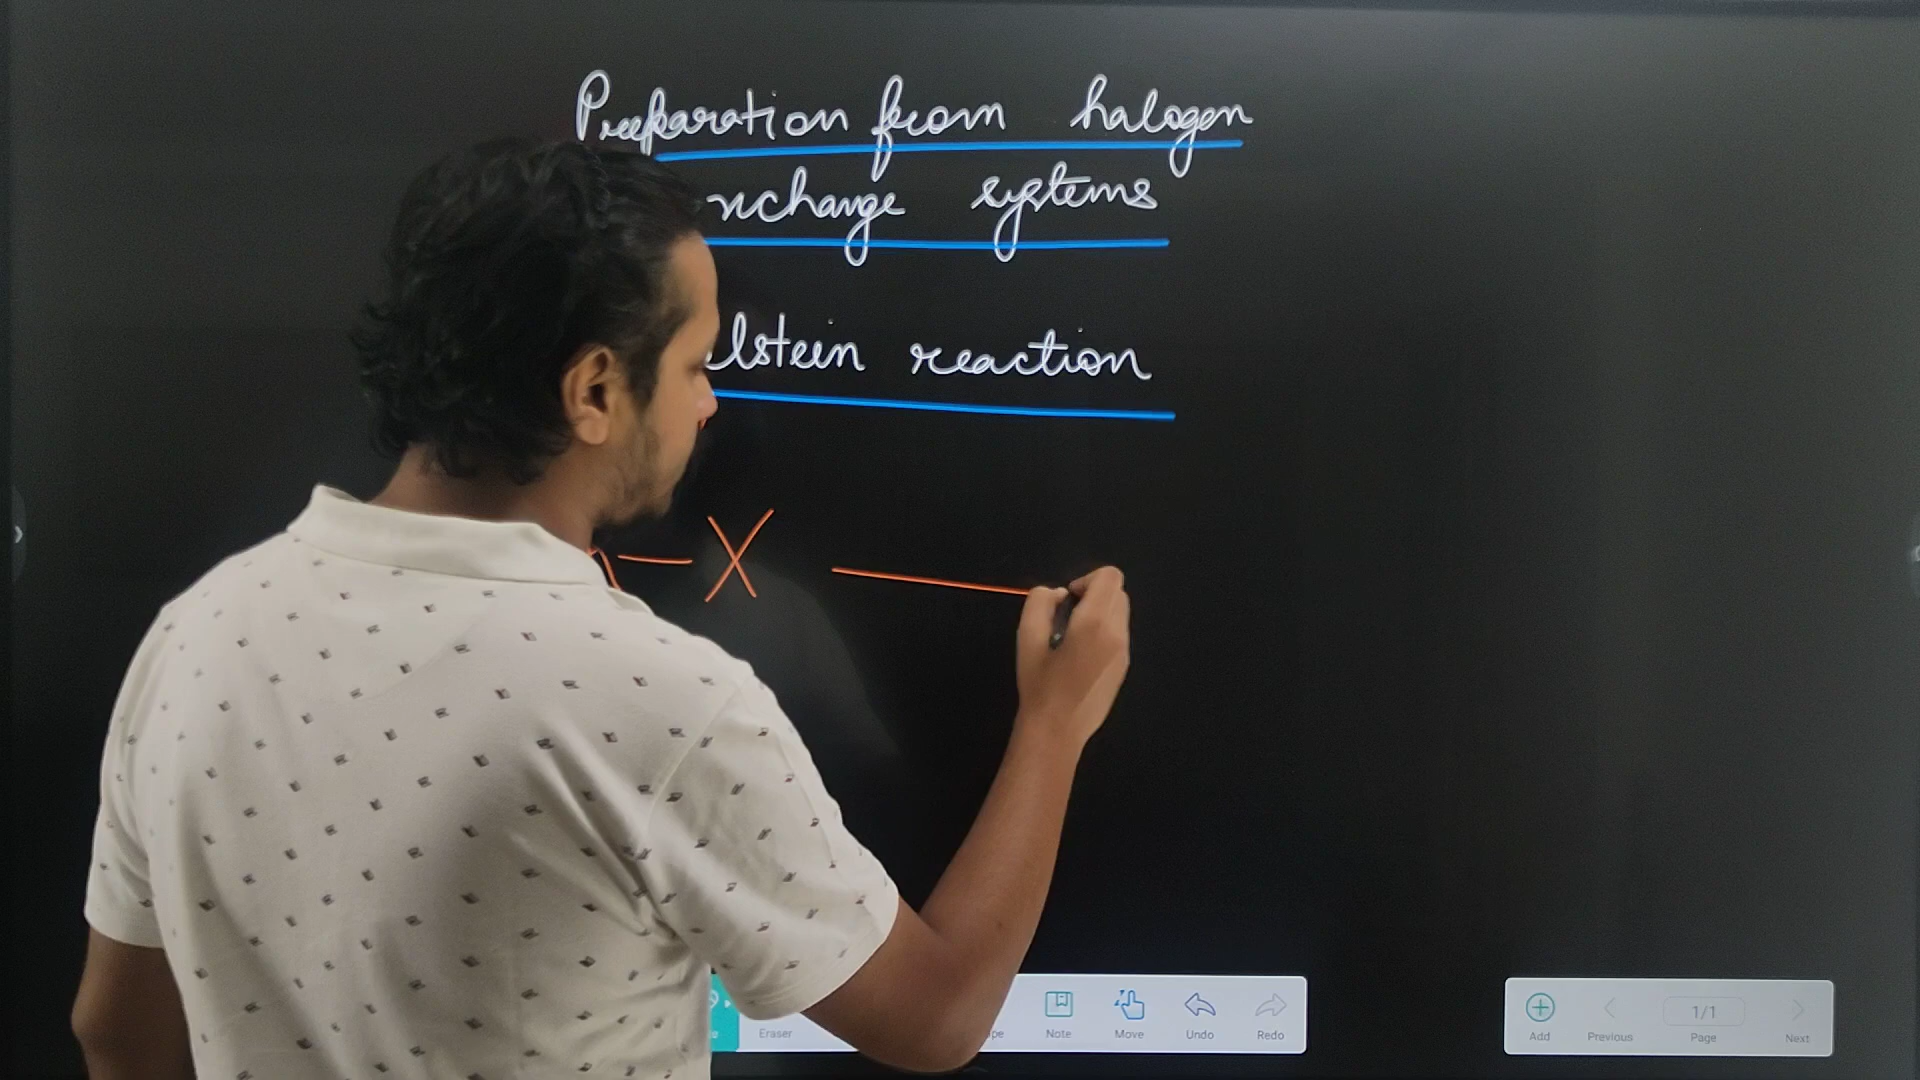 Preparation from halogen
xchange systems
lstein reaction
— X
Eraser Note Move Undo Redo
Add Previous 1/1 Page Next